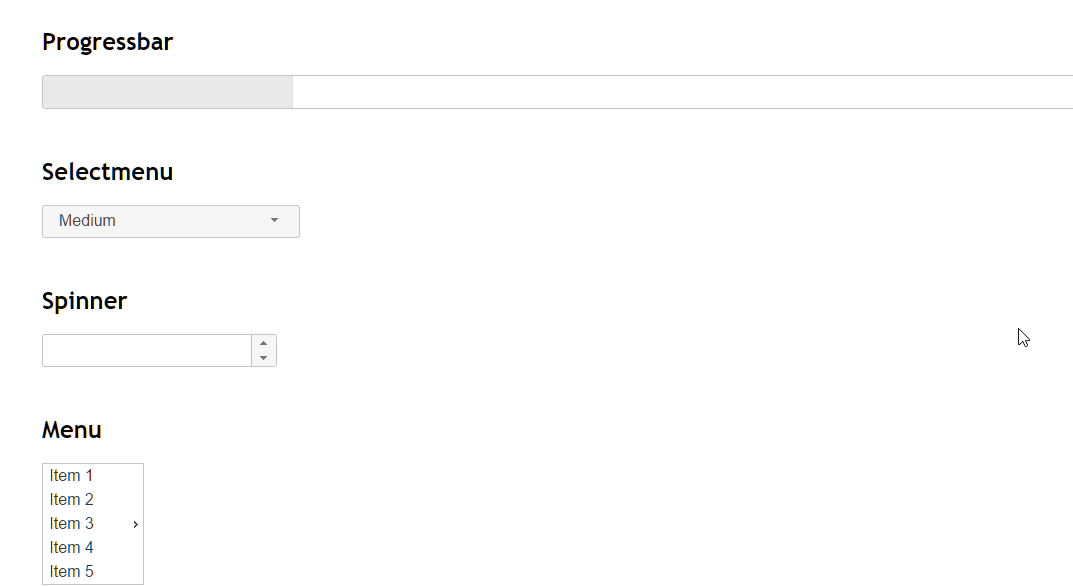 Progressbar
Selectmenu
Medium
Spinner
Menu
Item 1
Item 2
Item 3
Item 4
Item 5